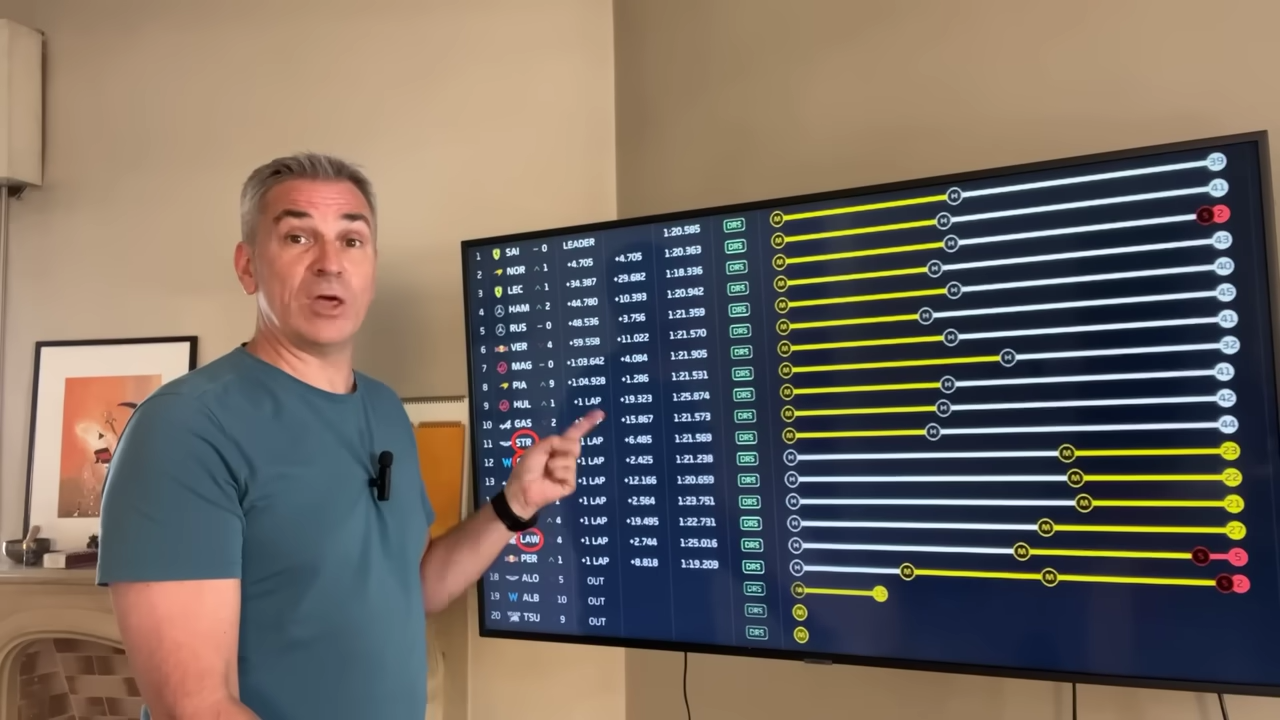 1 SAI – 0 LEADER 1:20.585 DRS M H 39
2 NOR ^ 1 +4.705 +4.705 1:20.363 DRS M H 41
3 LEC ^ 1 +34.387 +29.682 1:18.336 DRS M H S 2
4 HAM ^ 2 +44.780 +10.393 1:20.942 DRS M H 43
5 RUS – 0 +48.536 +3.756 1:21.359 DRS M H 40
6 VER 4 +59.558 +11.022 1:21.570 DRS M H 45
7 MAG – 0 +1:03.642 +4.084 1:21.905 DRS M H 41
8 PIA ^ 9 +1:04.928 +1.286 1:21.531 DRS M H 32
9 HUL ^ 1 +1 LAP +19.323 1:25.874 DRS M H 41
10 GAS 2 +15.867 1:21.573 DRS M H 42
11 STR LAP +6.485 1:21.569 DRS M H 44
12 +1 LAP +2.425 1:21.238 DRS H M 23
13 +1 LAP +12.166 1:20.659 DRS H M 22
+1 LAP +2.564 1:23.751 DRS H M 21
^ 4 +1 LAP +19.495 1:22.731 DRS H M 27
LAW 4 +1 LAP +2.744 1:25.016 DRS H M S 5
PER ^ 1 +1 LAP +8.818 1:19.209 DRS H M M S 2
18 ALO 5 OUT DRS M 15
19 ALB 10 OUT DRS M
20 TSU 9 OUT DRS M